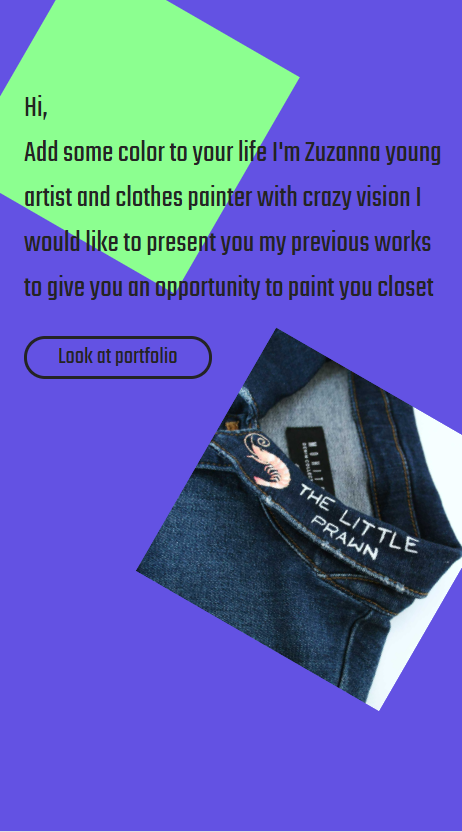 Hi,
Add some color to your life I'm Zuzanna young
artist and clothes painter with crazy vision I
would like to present you my previous works
to give you an opportunity to paint you closet
Look at portfolio
THE LITTLE
PRAWN